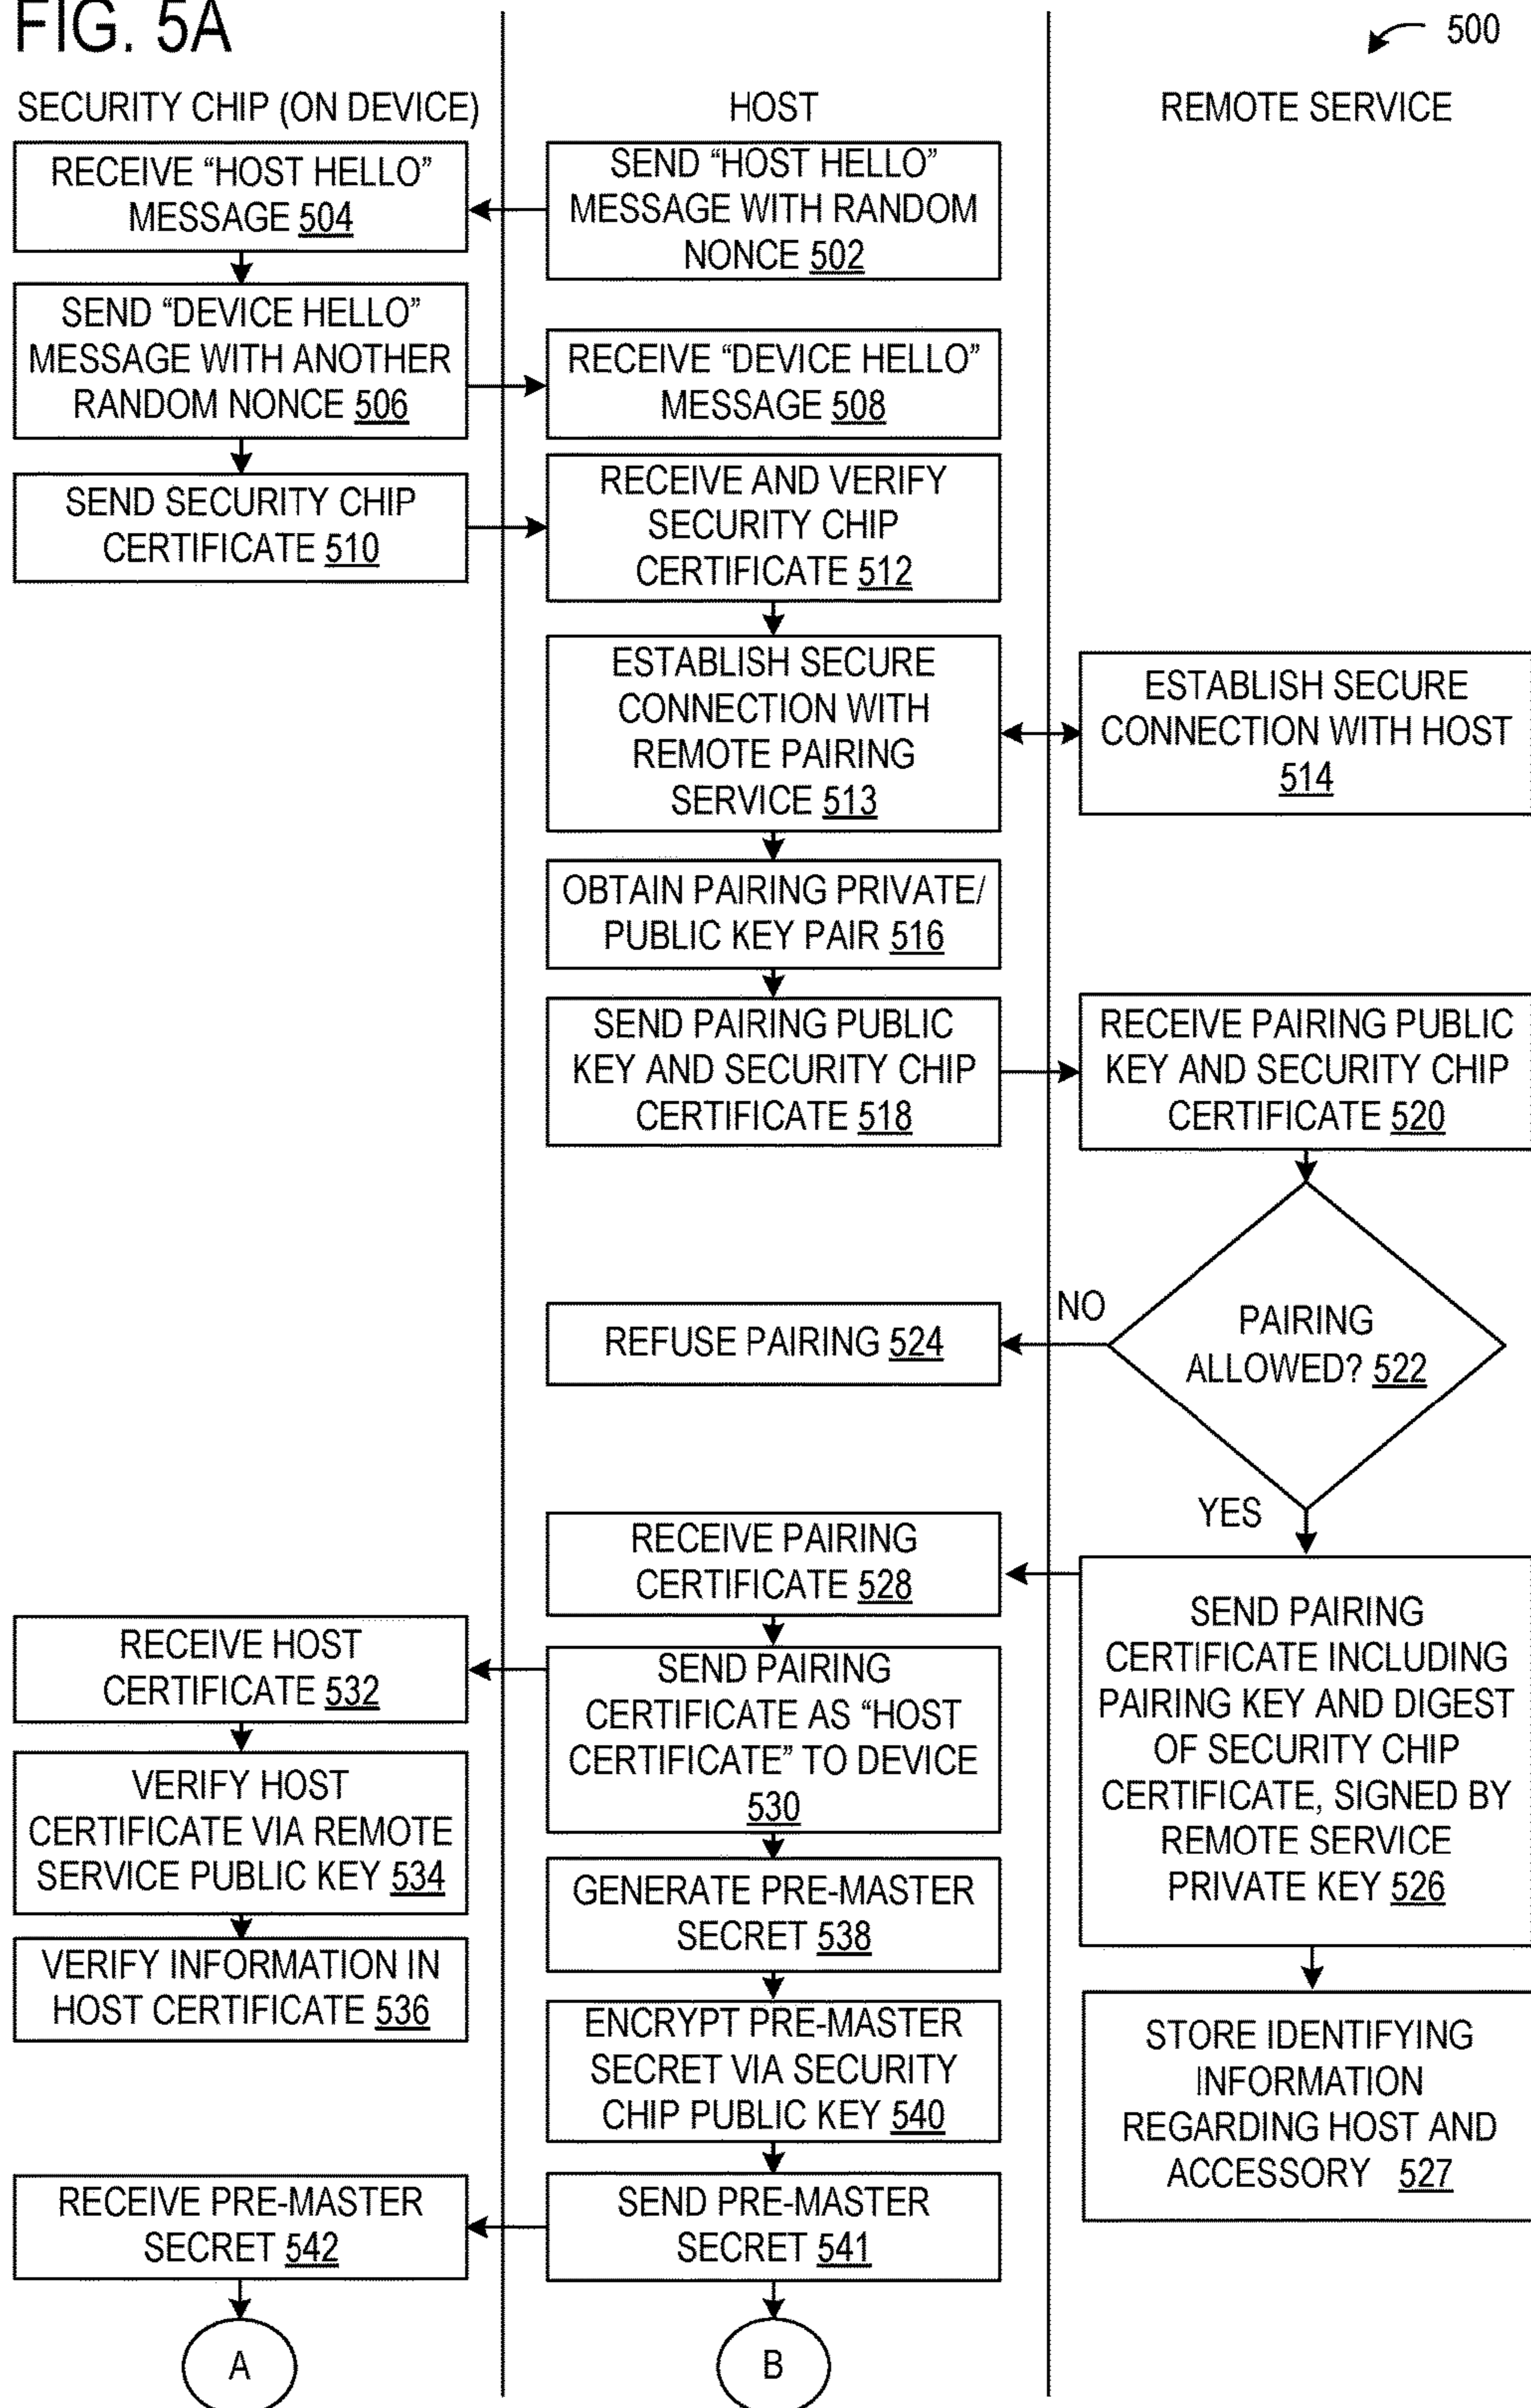 FIG. 5A
500
SECURITY CHIP (ON DEVICE)
HOST
REMOTE SERVICE
SEND “HOST HELLO”
MESSAGE WITH RANDOM
NONCE 502
RECEIVE “HOST HELLO”
MESSAGE 504
SEND “DEVICE HELLO”
MESSAGE WITH ANOTHER
RANDOM NONCE 506
RECEIVE “DEVICE HELLO”
MESSAGE 508
SEND SECURITY CHIP
CERTIFICATE 510
RECEIVE AND VERIFY
SECURITY CHIP
CERTIFICATE 512
ESTABLISH SECURE
CONNECTION WITH
REMOTE PAIRING
SERVICE 513
ESTABLISH SECURE
CONNECTION WITH HOST
514
OBTAIN PAIRING PRIVATE/
PUBLIC KEY PAIR 516
SEND PAIRING PUBLIC
KEY AND SECURITY CHIP
CERTIFICATE 518
RECEIVE PAIRING PUBLIC
KEY AND SECURITY CHIP
CERTIFICATE 520
PAIRING
ALLOWED? 522
NO
REFUSE PAIRING 524
YES
SEND PAIRING
CERTIFICATE INCLUDING
PAIRING KEY AND DIGEST
OF SECURITY CHIP
CERTIFICATE, SIGNED BY
REMOTE SERVICE
PRIVATE KEY 526
STORE IDENTIFYING
INFORMATION
REGARDING HOST AND
ACCESSORY 527
RECEIVE PAIRING
CERTIFICATE 528
SEND PAIRING
CERTIFICATE AS “HOST
CERTIFICATE” TO DEVICE
530
RECEIVE HOST
CERTIFICATE 532
VERIFY HOST
CERTIFICATE VIA REMOTE
SERVICE PUBLIC KEY 534
VERIFY INFORMATION IN
HOST CERTIFICATE 536
GENERATE PRE-MASTER
SECRET 538
ENCRYPT PRE-MASTER
SECRET VIA SECURITY
CHIP PUBLIC KEY 540
SEND PRE-MASTER
SECRET 541
RECEIVE PRE-MASTER
SECRET 542
A
B